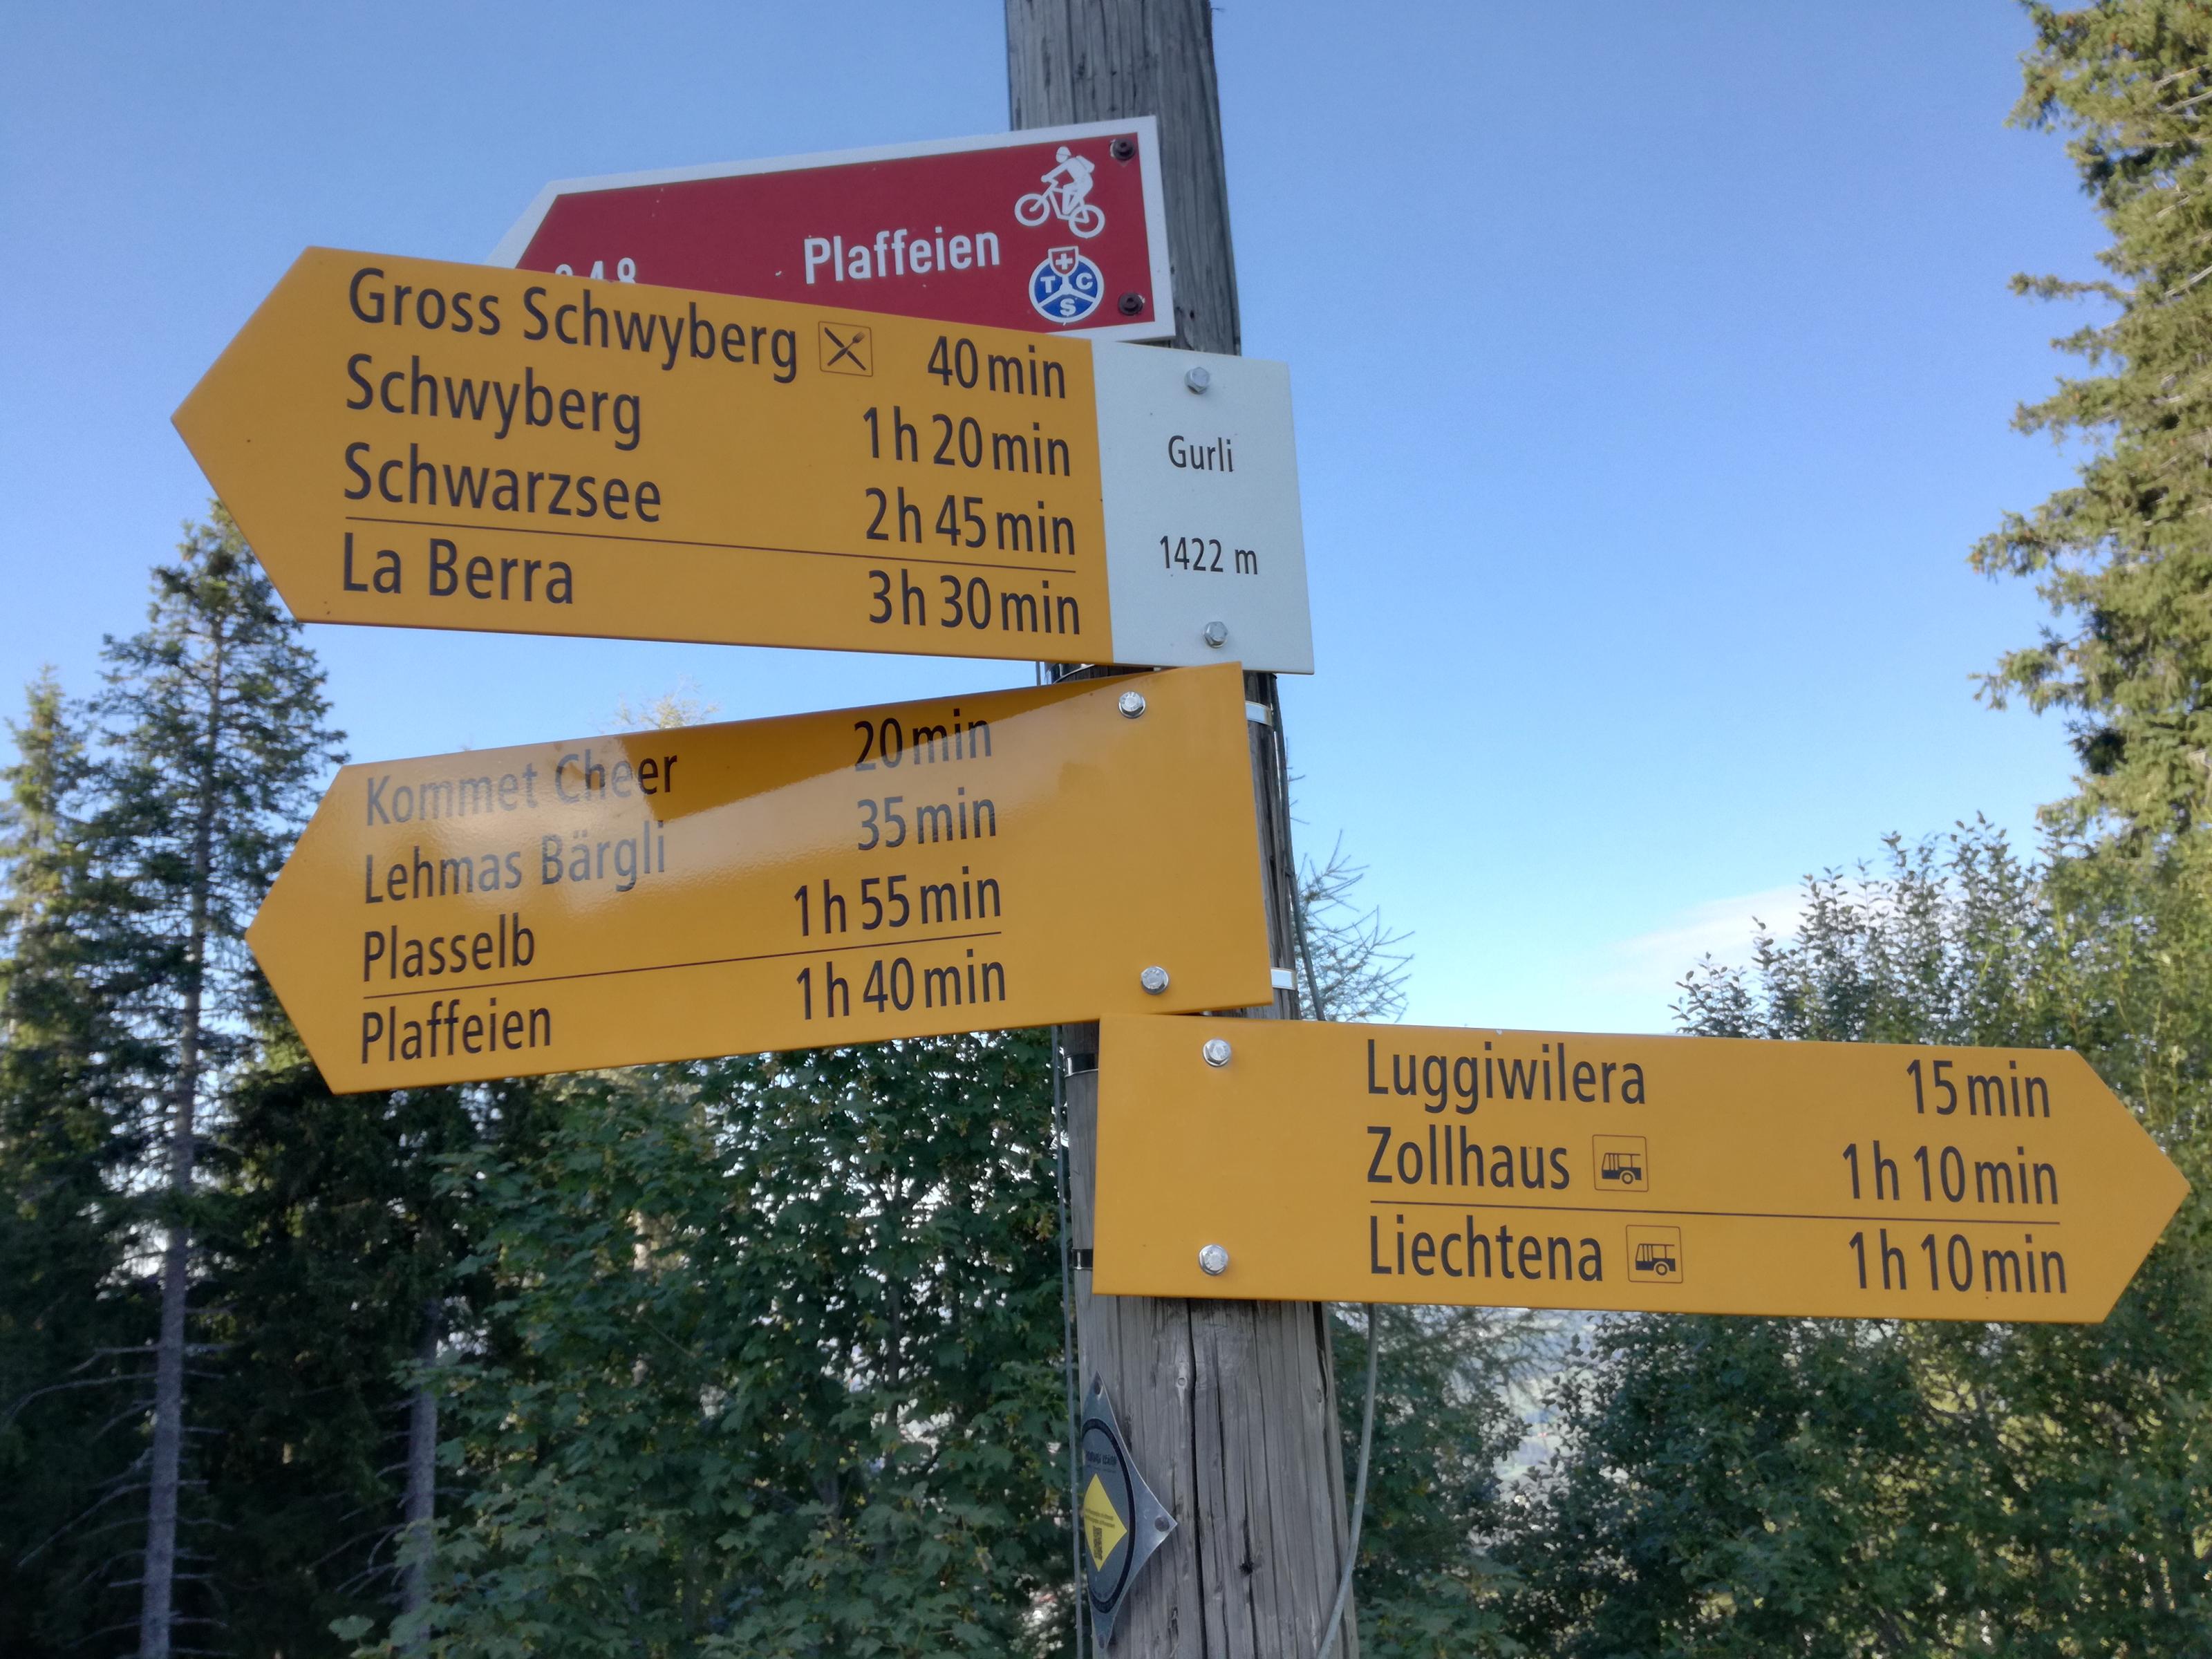 Plaffeien
T C S
Gross Schwyberg 40 min
Schwyberg 1 h 20 min
Schwarzsee 2 h 45 min
La Berra 3 h 30 min
Gurli
1422 m
Kommet Cheer 20 min
Lehmas Bärgli 35 min
Plasselb 1 h 55 min
Plaffeien 1 h 40 min
Luggiwilera 15 min
Zollhaus 1 h 10 min
Liechtena 1 h 10 min